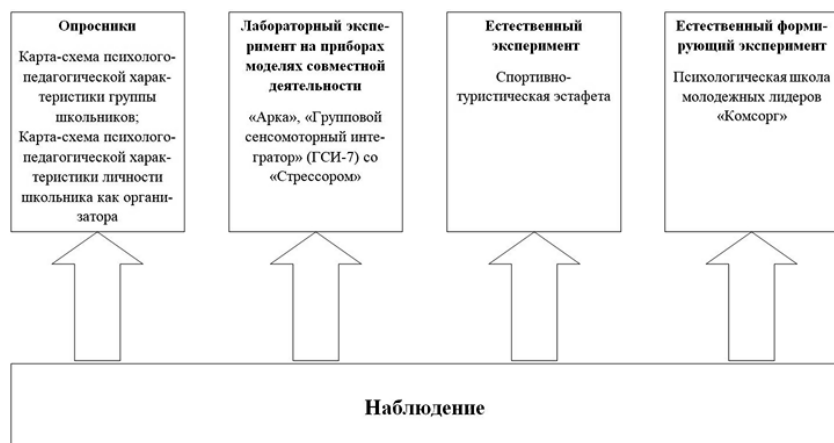 Опросники
Карта-схема психолого-
педагогической харак-
теристики группы
школьников;
Карта-схема психолого-
педагогической харак-
теристики личности
школьника как органи-
затора
Лабораторный экспе-
римент на приборах
моделях совместной
деятельности
«Арка», «Групповой
сенсомоторный инте-
гратор» (ГСИ-7) со
«Стрессором»
Естественный
эксперимент
Спортивно-
туристическая эстафета
Естественный форми-
рующий эксперимент
Психологическая школа
молодежных лидеров
«Комсорг»
Наблюдение